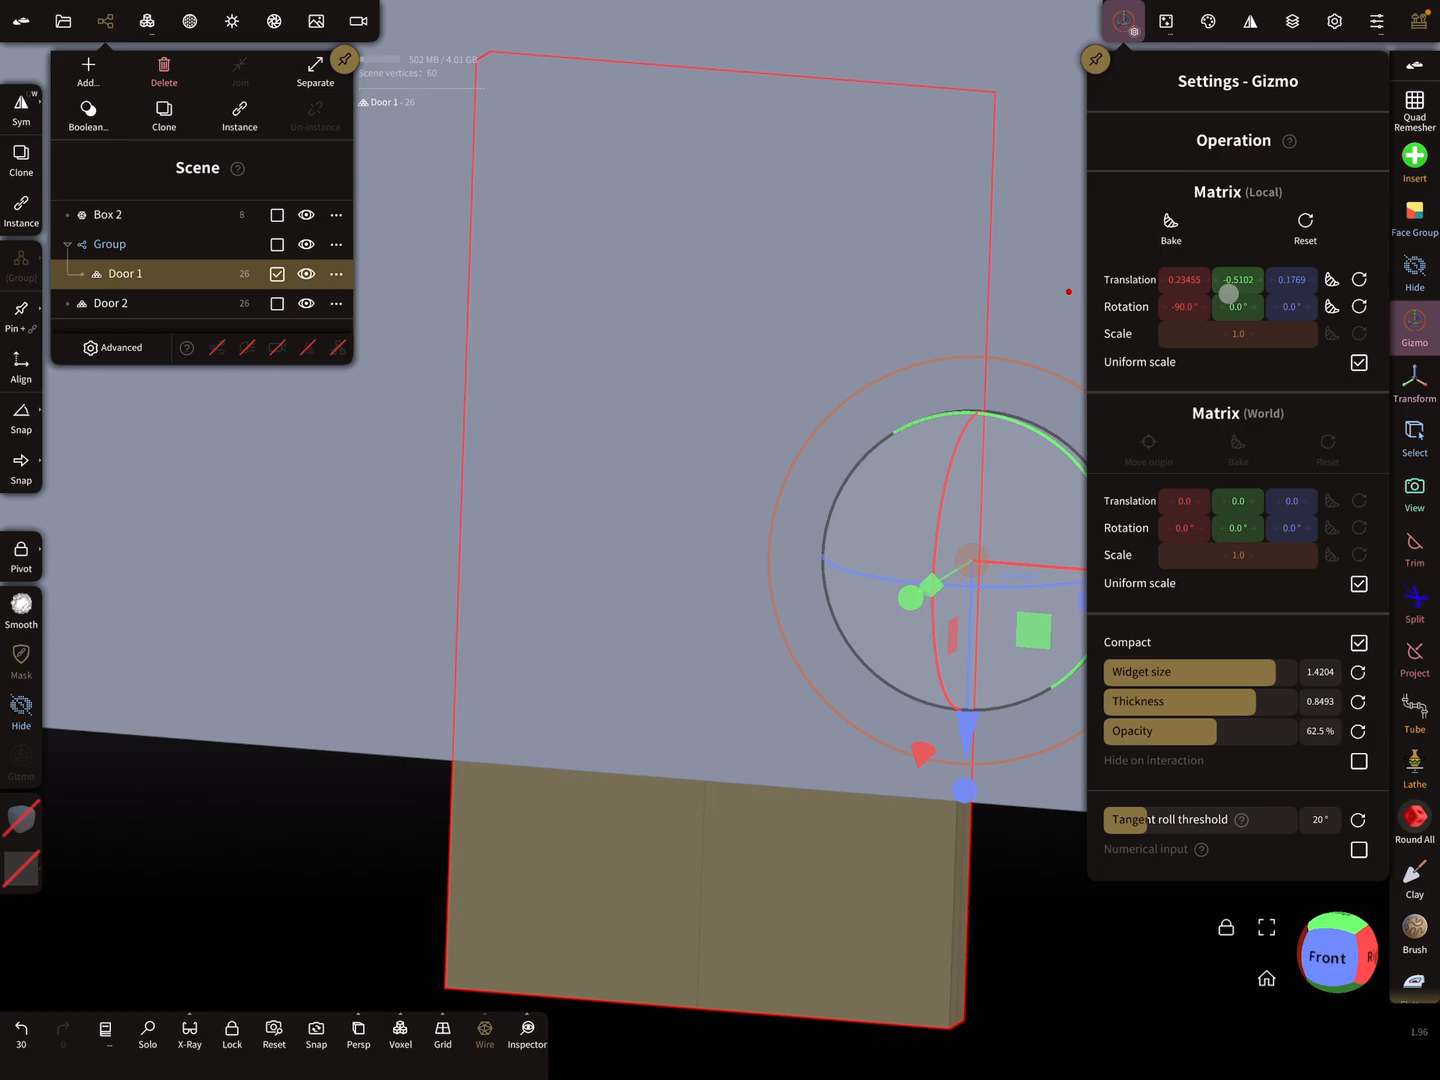 502 MB / 4.01 GB
Scene vertices: 60
Door 1 · 26
Add...
Delete
Join
Separate
Boolean...
Clone
Instance
Un-instance
Scene
Box 2 8
Group
Door 1 26
Door 2 26
Advanced
Sym
Clone
Instance
(Group)
Pin +
Align
Snap
Snap
Pivot
Smooth
Mask
Hide
Gizmo
Settings - Gizmo
Operation
Matrix (Local)
Bake
Reset
Translation 0.23455 -0.5102 0.1769
Rotation -90.0 ° 0.0 ° 0.0 °
Scale 1.0
Uniform scale
Matrix (World)
Move origin
Bake
Reset
Translation 0.0 0.0 0.0
Rotation 0.0 ° 0.0 ° 0.0 °
Scale 1.0
Uniform scale
Compact
Widget size 1.4204
Thickness 0.8493
Opacity 62.5 %
Hide on interaction
Tangent roll threshold 20 °
Numerical input
Quad
Remesher
Insert
Face Group
Hide
Gizmo
Transform
Select
View
Trim
Split
Project
Tube
Lathe
Round All
Clay
Brush
Front
1.96
30
0
...
Solo
X-Ray
Lock
Reset
Snap
Persp
Voxel
Grid
Wire
Inspector